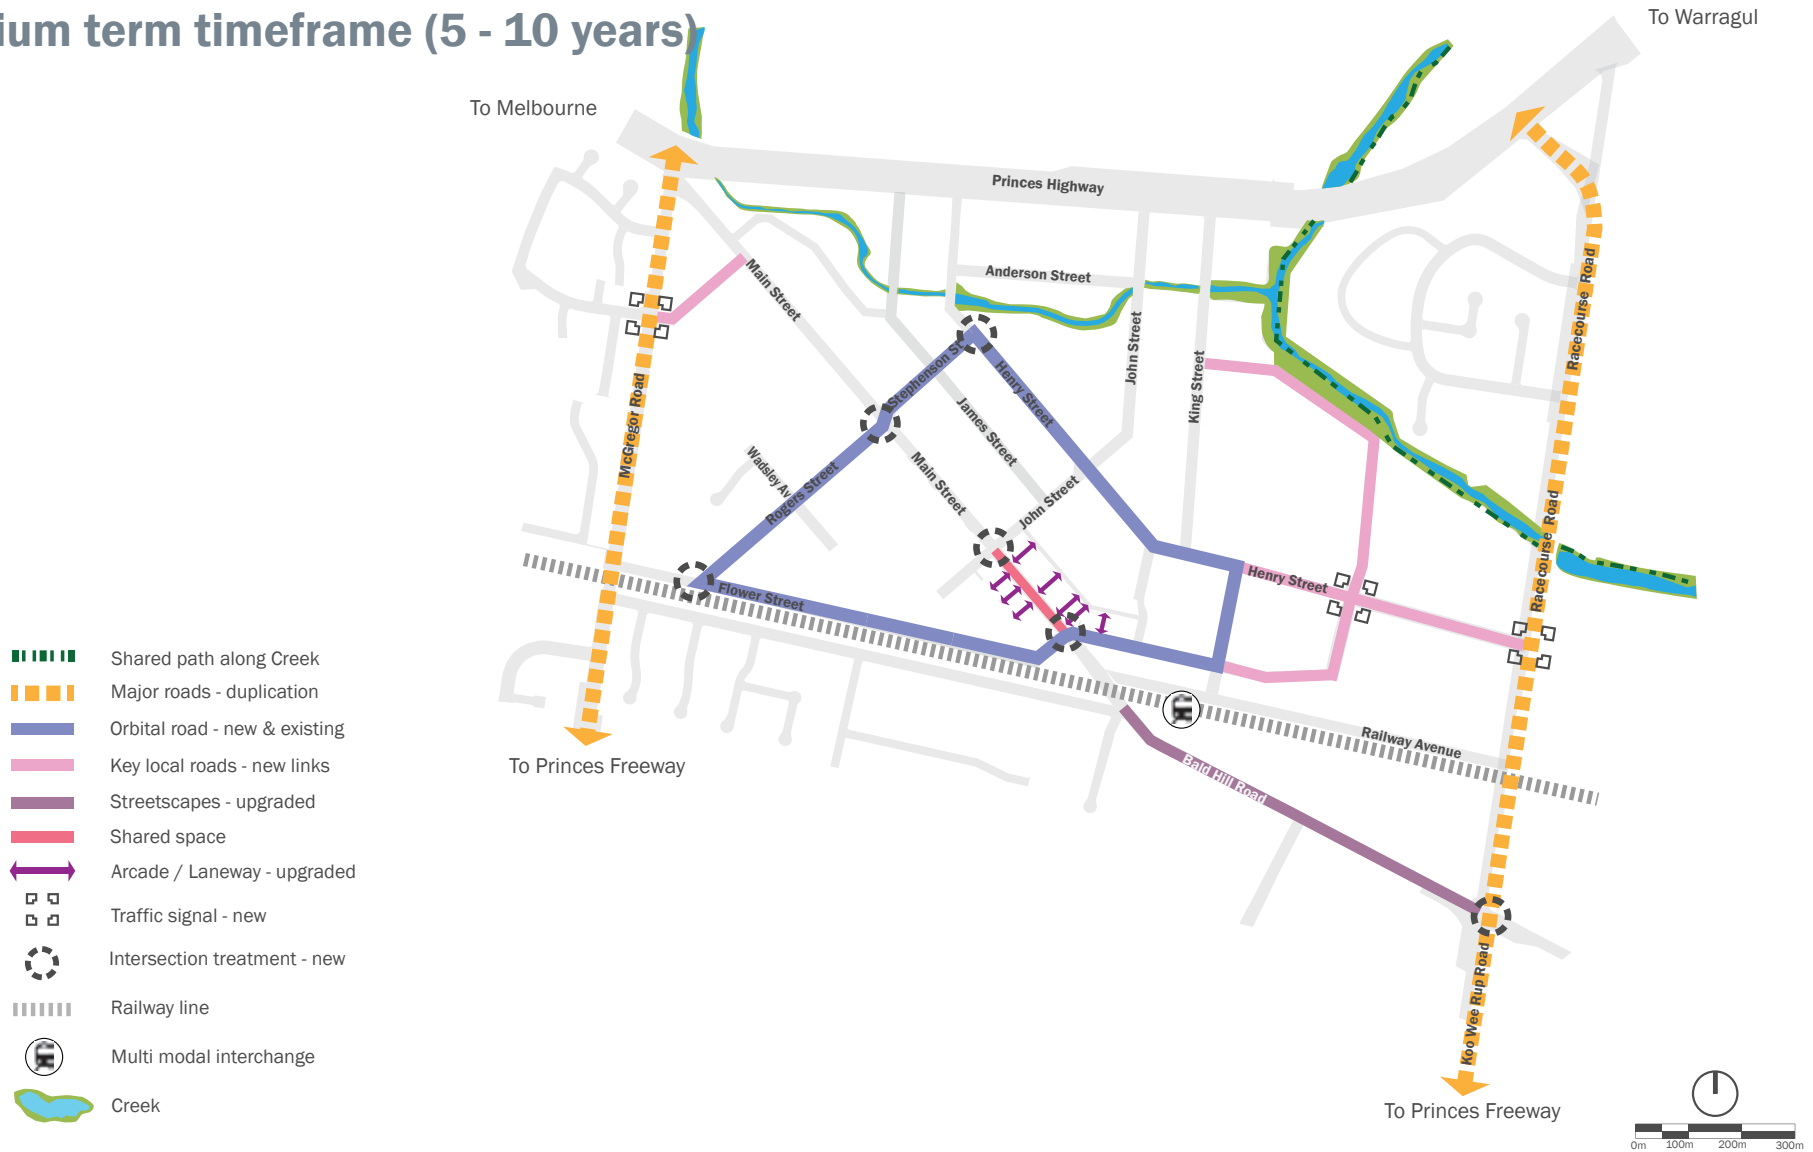 ium term timeframe (5 - 10 years)
To Warragul
To Melbourne
Princes Highway
Anderson Street
Main Street
Racecourse Road
John Street
King Street
Stephenson St
Henry Street
McGregor Road
James Street
Wadsley Av
Rogers Street
Main Street
John Street
Racecourse Road
Henry Street
Flower Street
Railway Avenue
Bald Hill Road
To Princes Freeway
Koo Wee Rup Road
To Princes Freeway
Shared path along Creek
Major roads - duplication
Orbital road - new & existing
Key local roads - new links
Streetscapes - upgraded
Shared space
Arcade / Laneway - upgraded
Traffic signal - new
Intersection treatment - new
Railway line
Multi modal interchange
Creek
0m 100m 200m 300m